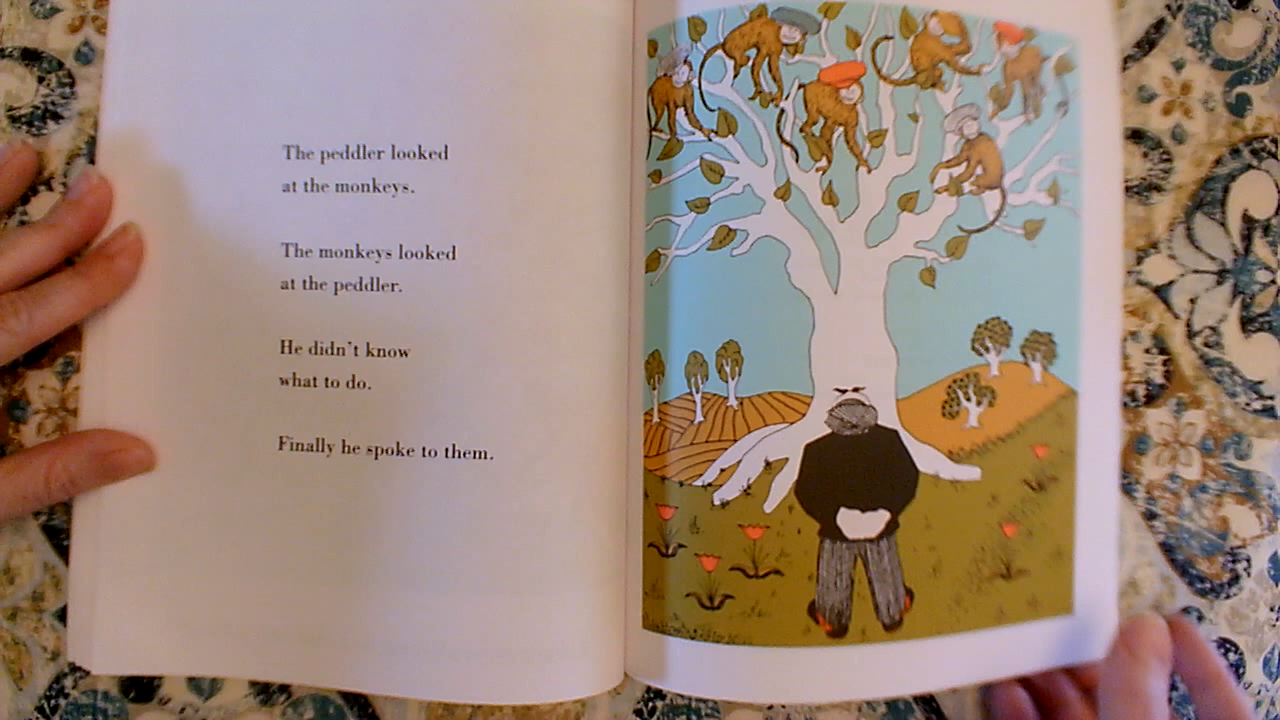 The peddler looked
at the monkeys.
The monkeys looked
at the peddler.
He didn't know
what to do.
Finally he spoke to them.